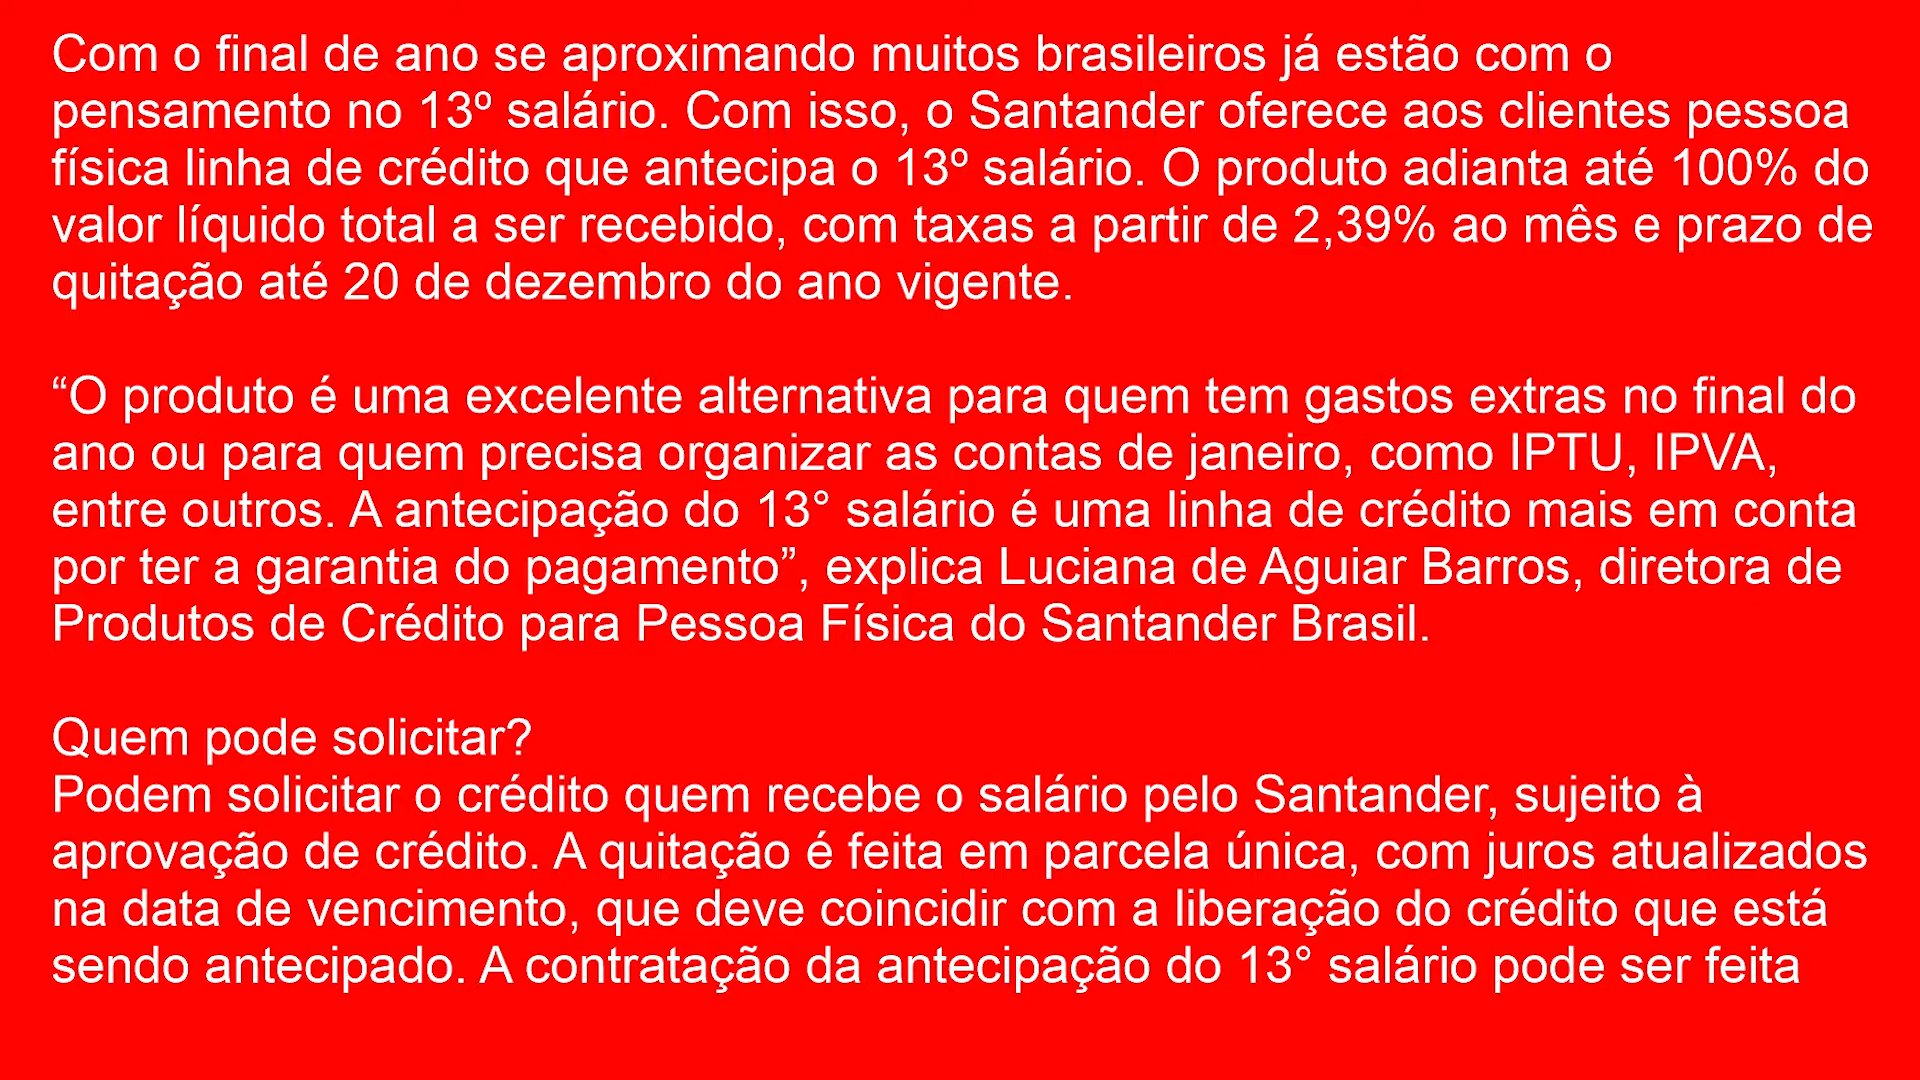 Com o final de ano se aproximando muitos brasileiros já estão com o
pensamento no 13º salário. Com isso, o Santander oferece aos clientes pessoa
física linha de crédito que antecipa o 13º salário. O produto adianta até 100% do
valor líquido total a ser recebido, com taxas a partir de 2,39% ao mês e prazo de
quitação até 20 de dezembro do ano vigente.
“O produto é uma excelente alternativa para quem tem gastos extras no final do
ano ou para quem precisa organizar as contas de janeiro, como IPTU, IPVA,
entre outros. A antecipação do 13° salário é uma linha de crédito mais em conta
por ter a garantia do pagamento”, explica Luciana de Aguiar Barros, diretora de
Produtos de Crédito para Pessoa Física do Santander Brasil.
Quem pode solicitar?
Podem solicitar o crédito quem recebe o salário pelo Santander, sujeito à
aprovação de crédito. A quitação é feita em parcela única, com juros atualizados
na data de vencimento, que deve coincidir com a liberação do crédito que está
sendo antecipado. A contratação da antecipação do 13° salário pode ser feita